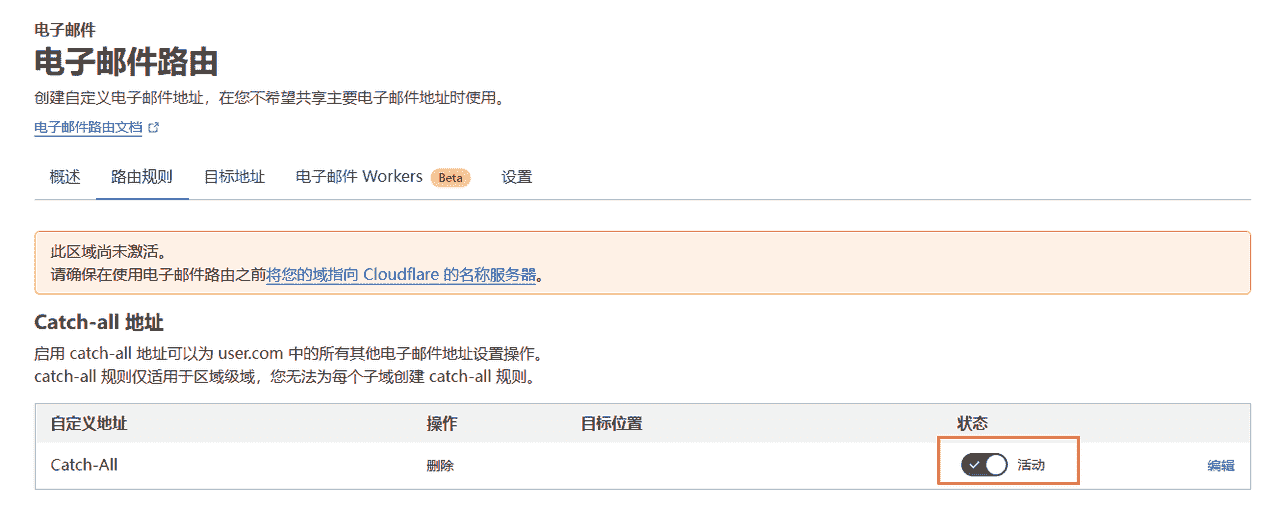 电子邮件
电子邮件路由
创建自定义电子邮件地址，在您不希望共享主要电子邮件地址时使用。
电子邮件路由文档
概述 路由规则 目标地址 电子邮件 Workers Beta 设置
此区域尚未激活。
请确保在使用电子邮件路由之前将您的域指向 Cloudflare 的名称服务器。
Catch-all 地址
启用 catch-all 地址可以为 user.com 中的所有其他电子邮件地址设置操作。
catch-all 规则仅适用于区域级域，您无法为每个子域创建 catch-all 规则。
自定义地址 操作 目标位置 状态
Catch-All 删除 活动 编辑